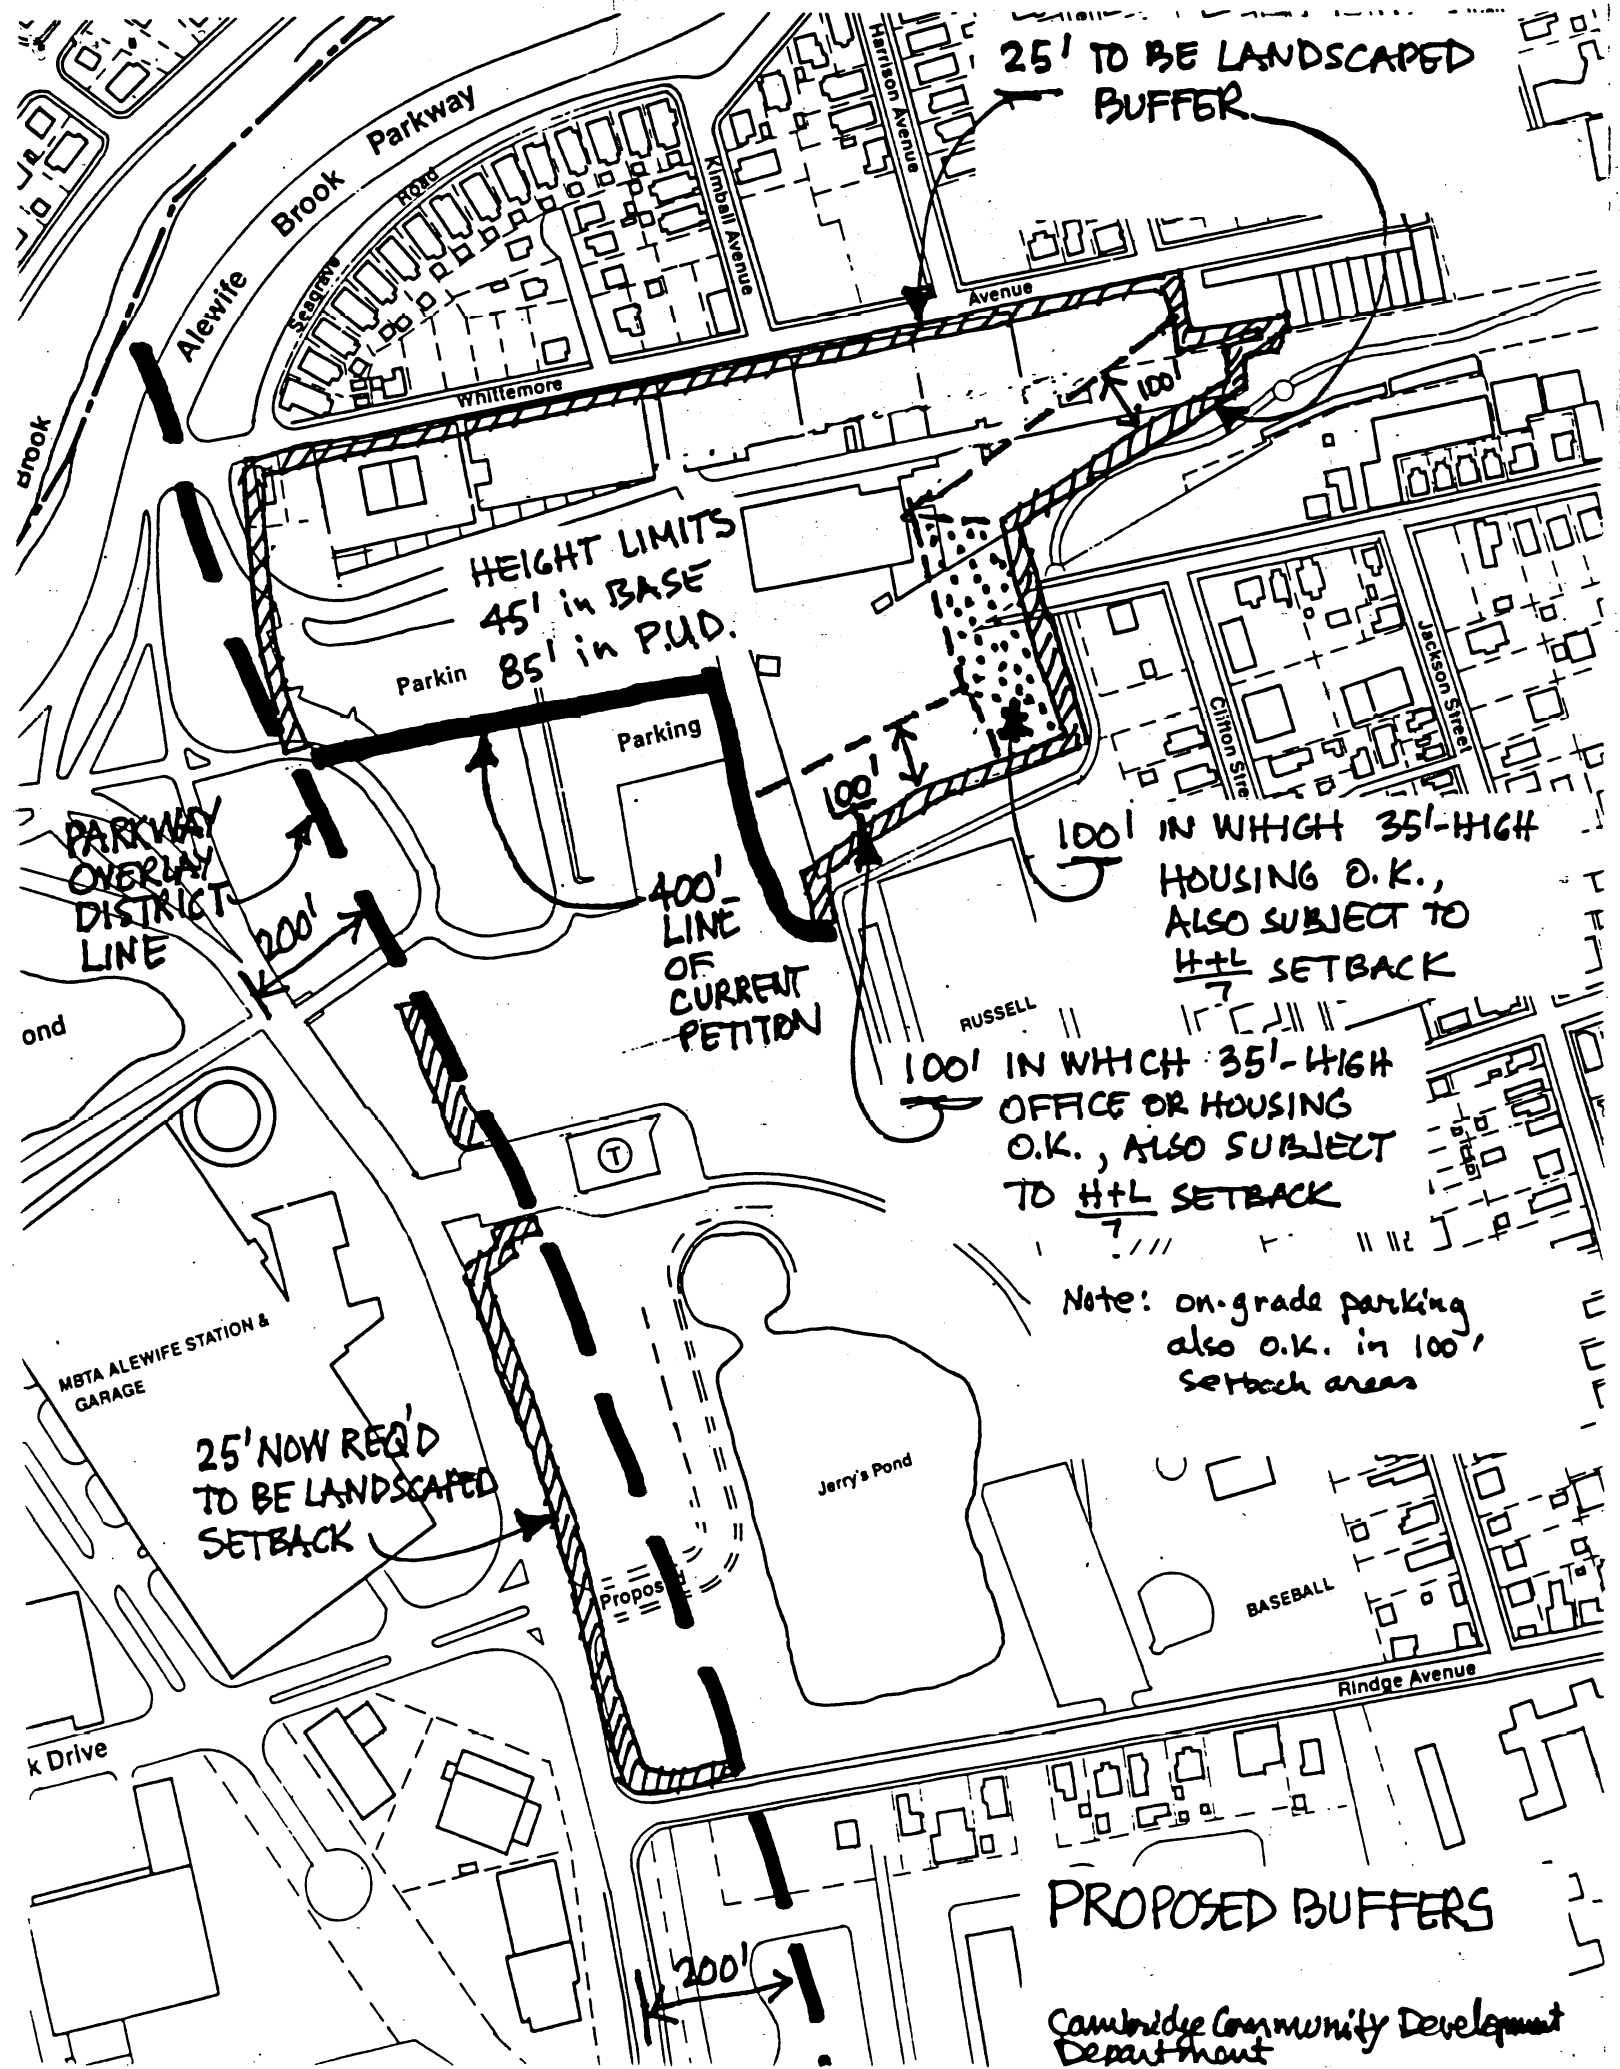 25' TO BE LANDSCAPED
BUFFER
Harrison Avenue
Alewife Brook Parkway
Seagrave Road
Kimball Avenue
Avenue
Whittemore
Brook
100'
HEIGHT LIMITS
45' in BASE
85' in P.U.D.
Parkin
Parking
Jackson Street
Clifton Stre
100'
PARKWAY
OVERLAY
DISTRICT
LINE
200'
400'
LINE
OF
CURRENT
PETITION
100' IN WHIGH 35'-HIGH
HOUSING O.K.,
ALSO SUBJECT TO
H+L/7 SETBACK
ond
RUSSELL
100' IN WHICH 35'-HIGH
OFFICE OR HOUSING
O.K., ALSO SUBJECT
TO H+L/7 SETBACK
T
Note: on-grade parking
also O.K. in 100'
setback areas
MBTA ALEWIFE STATION &
GARAGE
25' NOW REQ'D
TO BE LANDSCAPED
SETBACK
Jerry's Pond
Propos
BASEBALL
Rindge Avenue
k Drive
PROPOSED BUFFERS
200'
Cambridge Community Development
Department